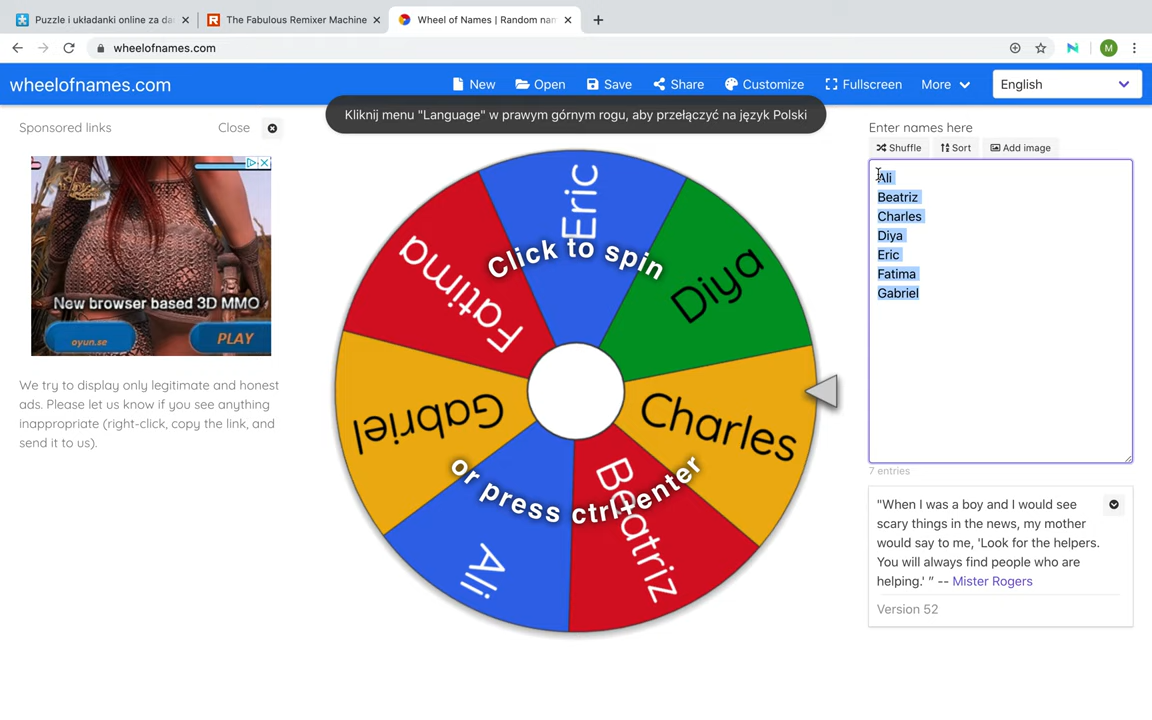 Puzzle i układanki online za da
The Fabulous Remixer Machine
Wheel of Names | Random nam
wheelofnames.com
M
wheelofnames.com
New
Open
Save
Share
Customize
Fullscreen
More
English
Kliknij menu "Language" w prawym górnym rogu, aby przełączyć na język Polski
Sponsored links
Close
New browser based 3D MMO
oyun.se
PLAY
We try to display only legitimate and honest
ads. Please let us know if you see anything
inappropriate (right-click, copy the link, and
send it to us).
Click to spin
or press ctrl+enter
Eric
Diya
Charles
Beatriz
Ali
Gabriel
Fatima
Enter names here
Shuffle
Sort
Add image
Ali
Beatriz
Charles
Diya
Eric
Fatima
Gabriel
7 entries
"When I was a boy and I would see
scary things in the news, my mother
would say to me, 'Look for the helpers.
You will always find people who are
helping.' " -- Mister Rogers
Version 52